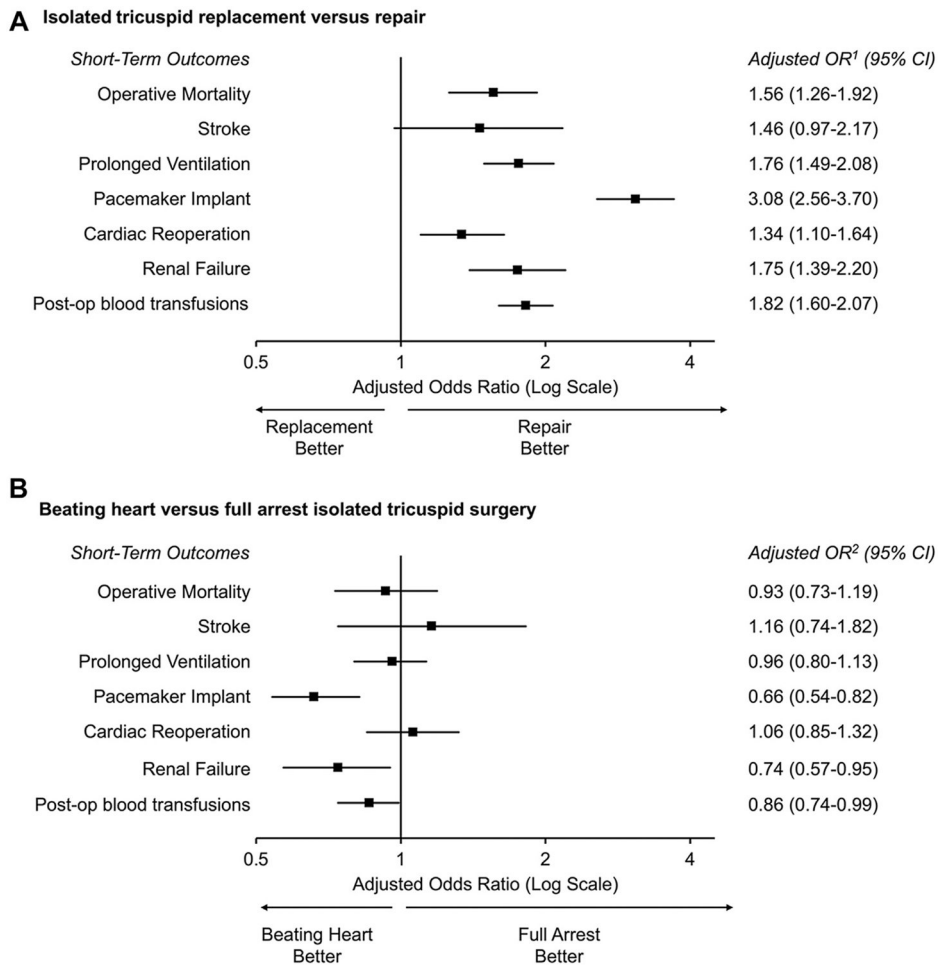 A Isolated tricuspid replacement versus repair
Short-Term Outcomes Adjusted OR¹ (95% CI)
Operative Mortality 1.56 (1.26-1.92)
Stroke 1.46 (0.97-2.17)
Prolonged Ventilation 1.76 (1.49-2.08)
Pacemaker Implant 3.08 (2.56-3.70)
Cardiac Reoperation 1.34 (1.10-1.64)
Renal Failure 1.75 (1.39-2.20)
Post-op blood transfusions 1.82 (1.60-2.07)
0.5 1 2 4
Adjusted Odds Ratio (Log Scale)
Replacement Repair
Better Better
B
Beating heart versus full arrest isolated tricuspid surgery
Short-Term Outcomes Adjusted OR² (95% CI)
Operative Mortality 0.93 (0.73-1.19)
Stroke 1.16 (0.74-1.82)
Prolonged Ventilation 0.96 (0.80-1.13)
Pacemaker Implant 0.66 (0.54-0.82)
Cardiac Reoperation 1.06 (0.85-1.32)
Renal Failure 0.74 (0.57-0.95)
Post-op blood transfusions 0.86 (0.74-0.99)
0.5 1 2 4
Adjusted Odds Ratio (Log Scale)
Beating Heart Full Arrest
Better Better